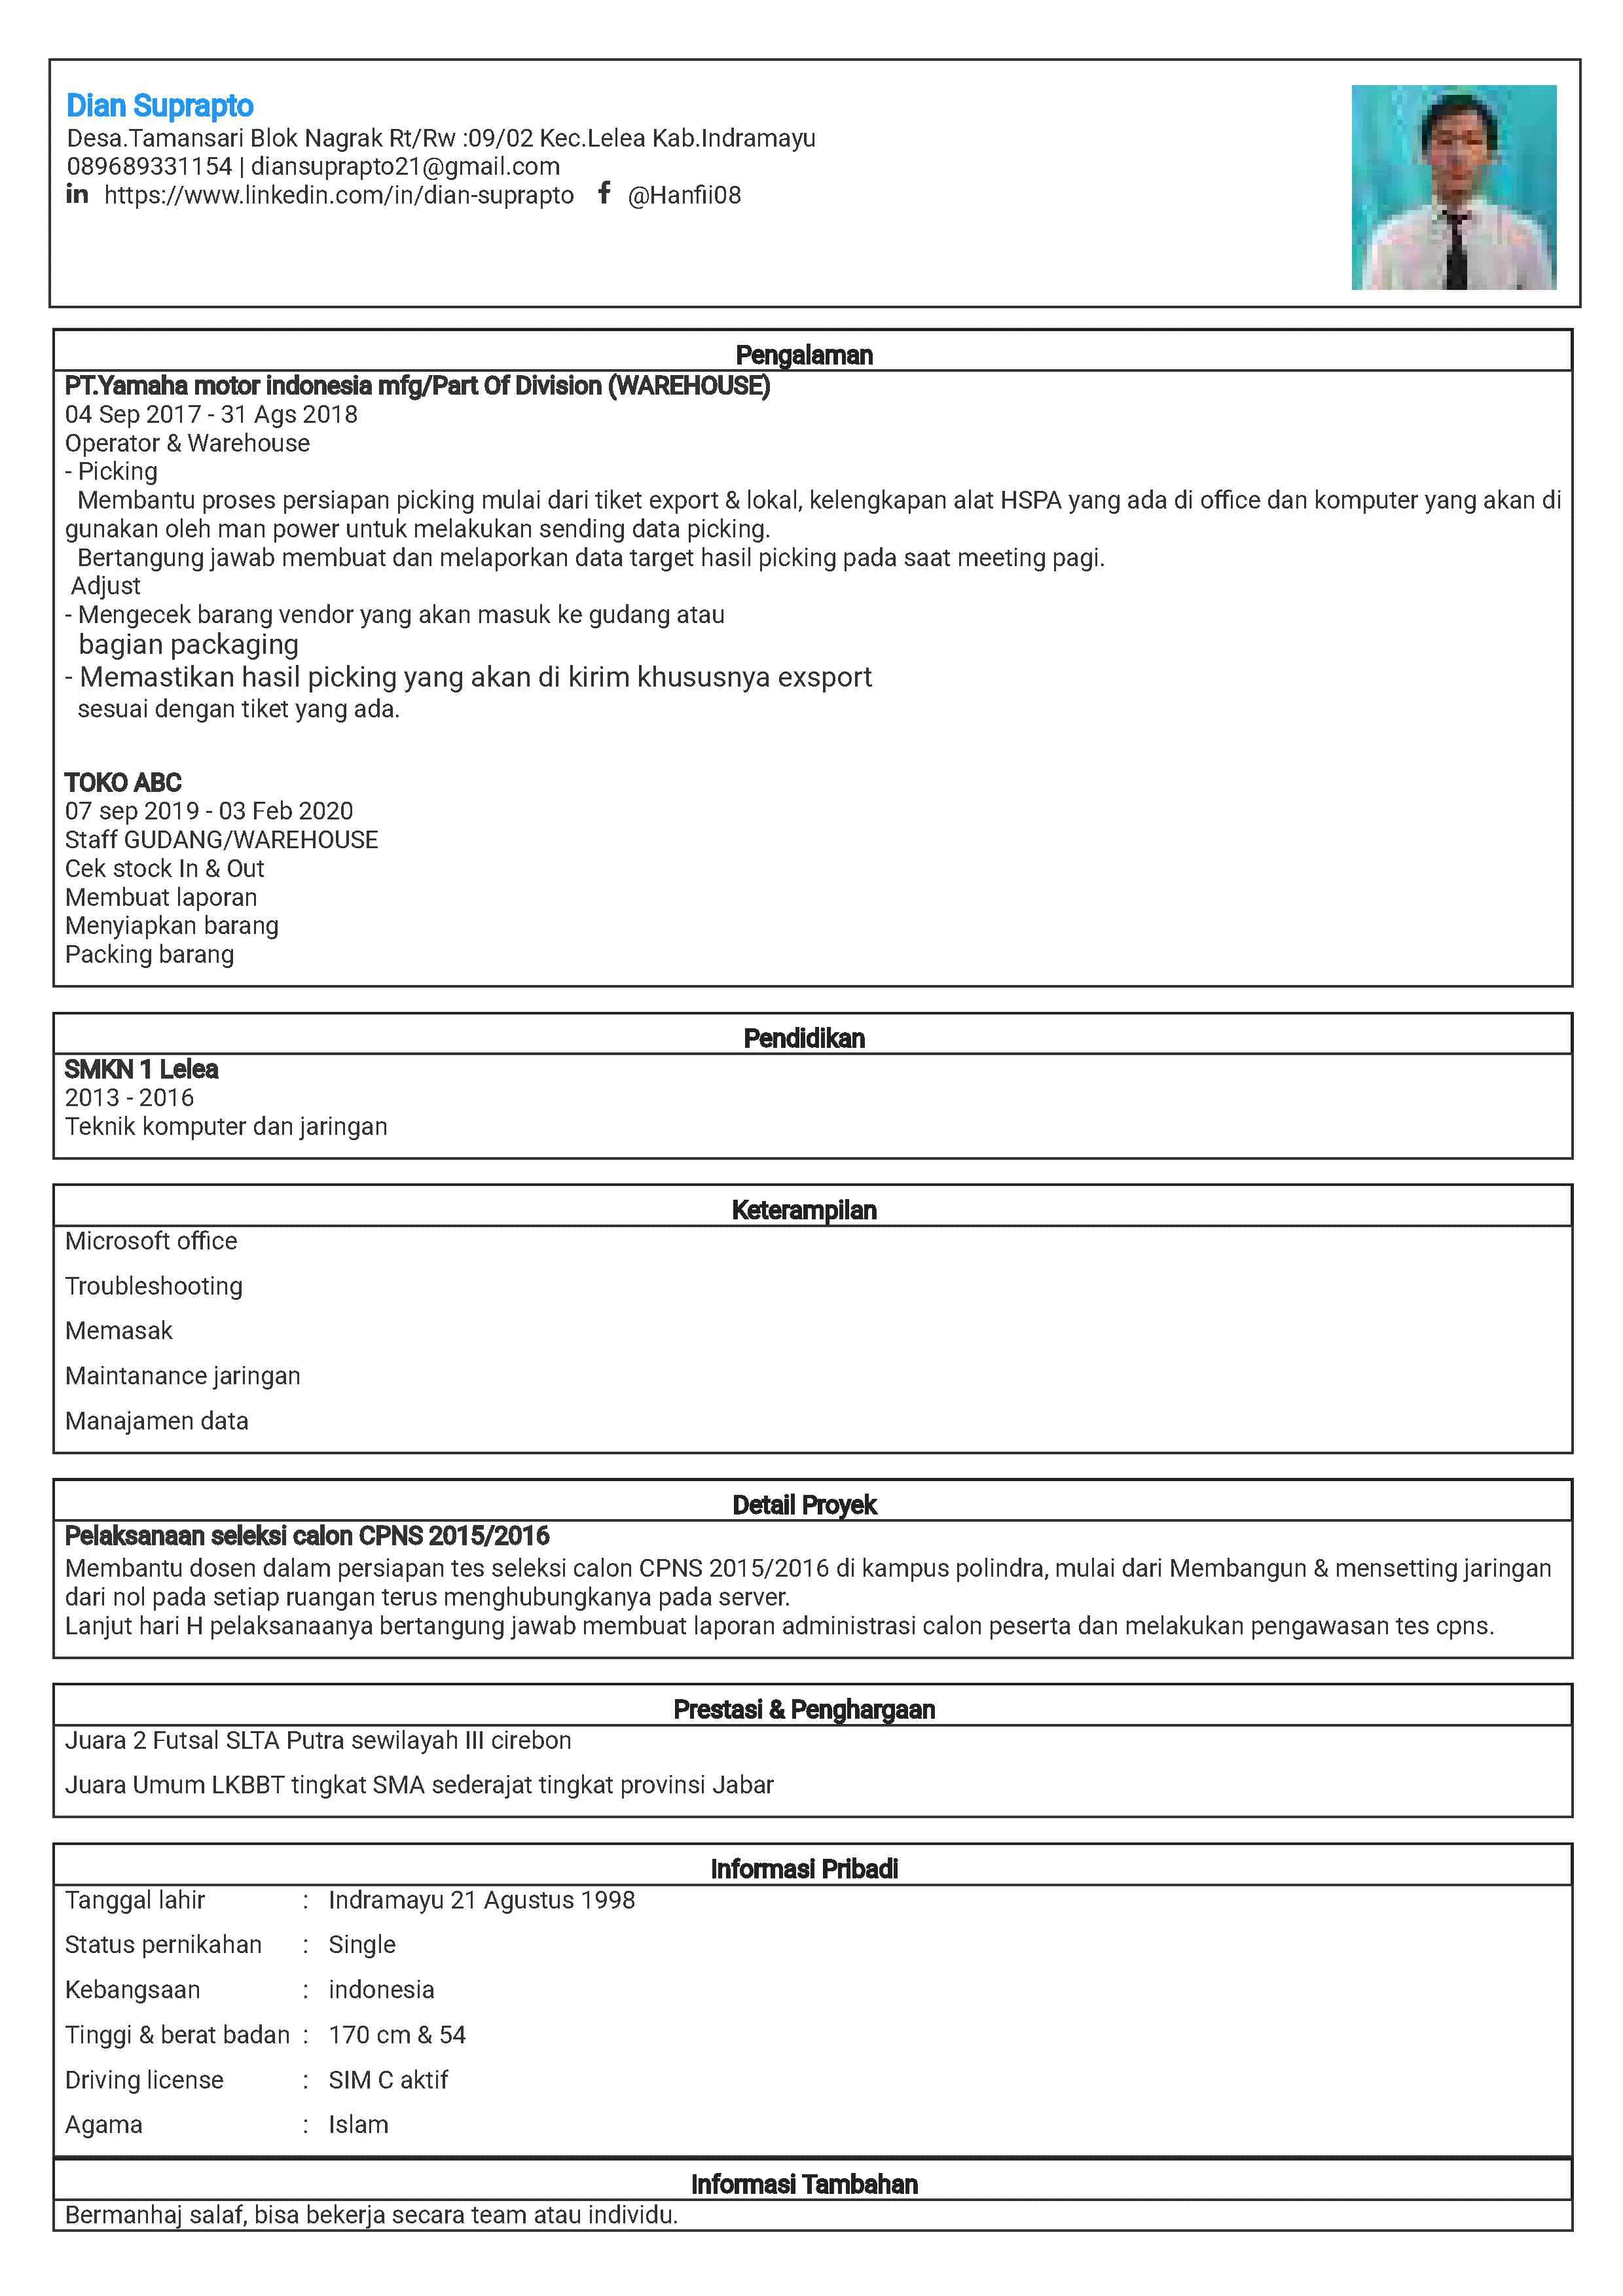 Dian Suprapto
Desa.Tamansari Blok Nagrak Rt/Rw :09/02 Kec.Lelea Kab.Indramayu
089689331154 | diansuprapto21@gmail.com
in https://www.linkedin.com/in/dian-suprapto f @Hanfii08
Pengalaman
PT.Yamaha motor indonesia mfg/Part Of Division (WAREHOUSE)
04 Sep 2017 - 31 Ags 2018
Operator & Warehouse
- Picking
Membantu proses persiapan picking mulai dari tiket export & lokal, kelengkapan alat HSPA yang ada di office dan komputer yang akan di
gunakan oleh man power untuk melakukan sending data picking.
Bertangung jawab membuat dan melaporkan data target hasil picking pada saat meeting pagi.
Adjust
- Mengecek barang vendor yang akan masuk ke gudang atau
bagian packaging
- Memastikan hasil picking yang akan di kirim khususnya exsport
sesuai dengan tiket yang ada.
TOKO ABC
07 sep 2019 - 03 Feb 2020
Staff GUDANG/WAREHOUSE
Cek stock In & Out
Membuat laporan
Menyiapkan barang
Packing barang
Pendidikan
SMKN 1 Lelea
2013 - 2016
Teknik komputer dan jaringan
Keterampilan
Microsoft office
Troubleshooting
Memasak
Maintanance jaringan
Manajamen data
Detail Proyek
Pelaksanaan seleksi calon CPNS 2015/2016
Membantu dosen dalam persiapan tes seleksi calon CPNS 2015/2016 di kampus polindra, mulai dari Membangun & mensetting jaringan
dari nol pada setiap ruangan terus menghubungkanya pada server.
Lanjut hari H pelaksanaanya bertangung jawab membuat laporan administrasi calon peserta dan melakukan pengawasan tes cpns.
Prestasi & Penghargaan
Juara 2 Futsal SLTA Putra sewilayah III cirebon
Juara Umum LKBBT tingkat SMA sederajat tingkat provinsi Jabar
Informasi Pribadi
Tanggal lahir : Indramayu 21 Agustus 1998
Status pernikahan : Single
Kebangsaan : indonesia
Tinggi & berat badan : 170 cm & 54
Driving license : SIM C aktif
Agama : Islam
Informasi Tambahan
Bermanhaj salaf, bisa bekerja secara team atau individu.